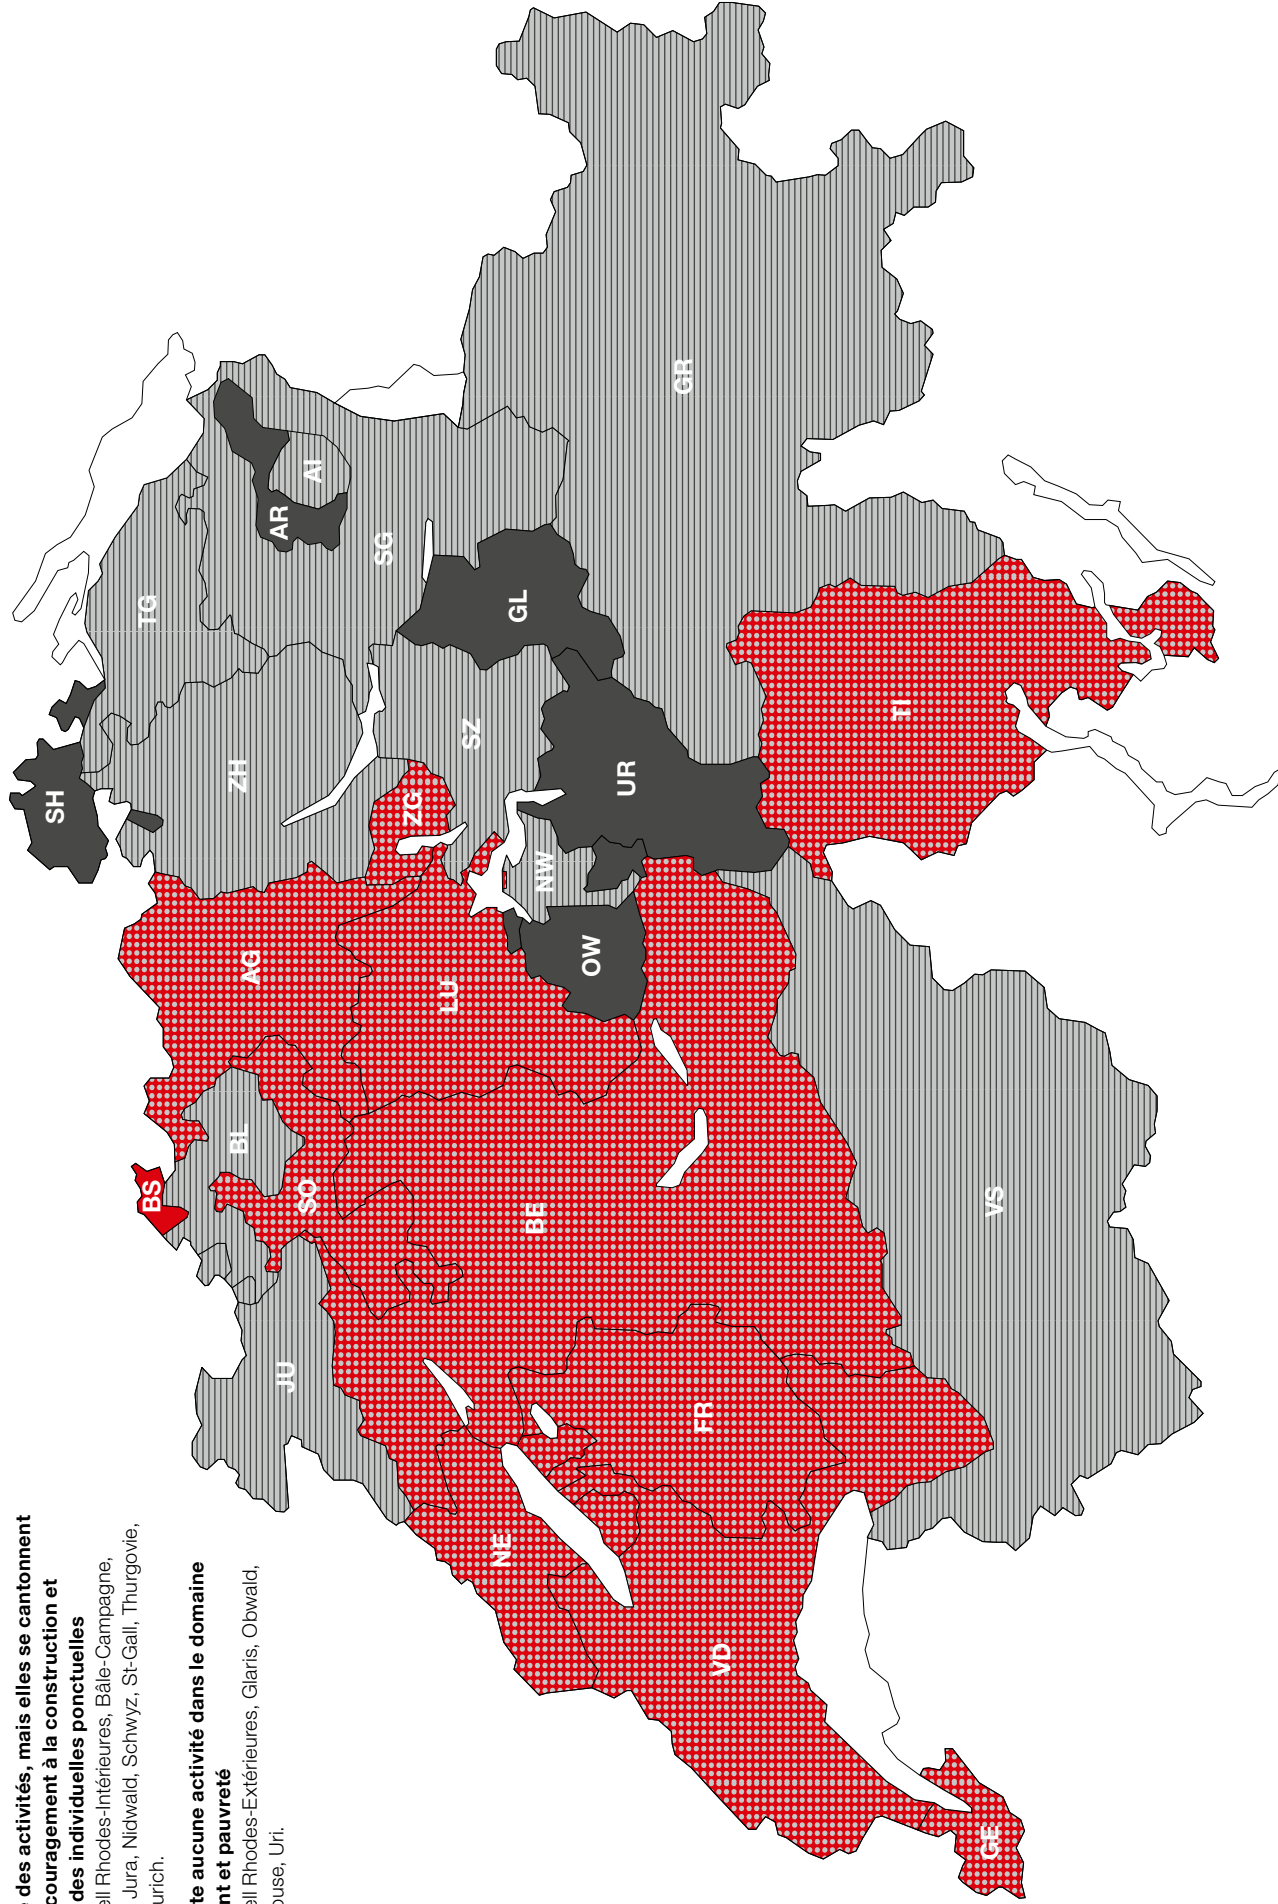 des activités, mais elles se cantonnent
couragement à la construction et
des individuelles ponctuelles
ell Rhodes-Intérieures, Bâle-Campagne,
Jura, Nidwald, Schwyz, St-Gall, Thurgovie,
urich.
te aucune activité dans le domaine
nt et pauvreté
ell Rhodes-Extérieures, Glaris, Obwald,
ouse, Uri.
SH
TG
AR
AI
ZH
SG
BS
BL
AG
JU
SO
ZG
SZ
GL
GR
LU
NW
UR
OW
BE
NE
FR
TI
VD
VS
GE